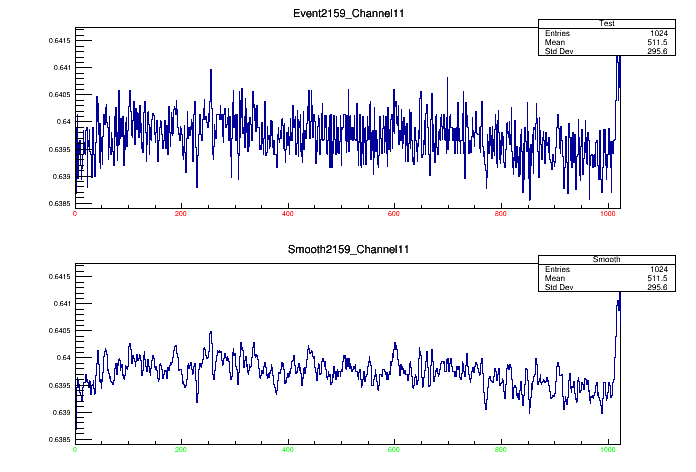 Event2159_Channel11
Test
Entries 1024
Mean 511.5
Std Dev 295.6
0.6415
0.641
0.6405
0.64
0.6395
0.639
0.6385
0 200 400 600 800 1000
Smooth2159_Channel11
Smooth
Entries 1024
Mean 511.5
Std Dev 295.6
0.6415
0.641
0.6405
0.64
0.6395
0.639
0.6385
0 200 400 600 800 1000